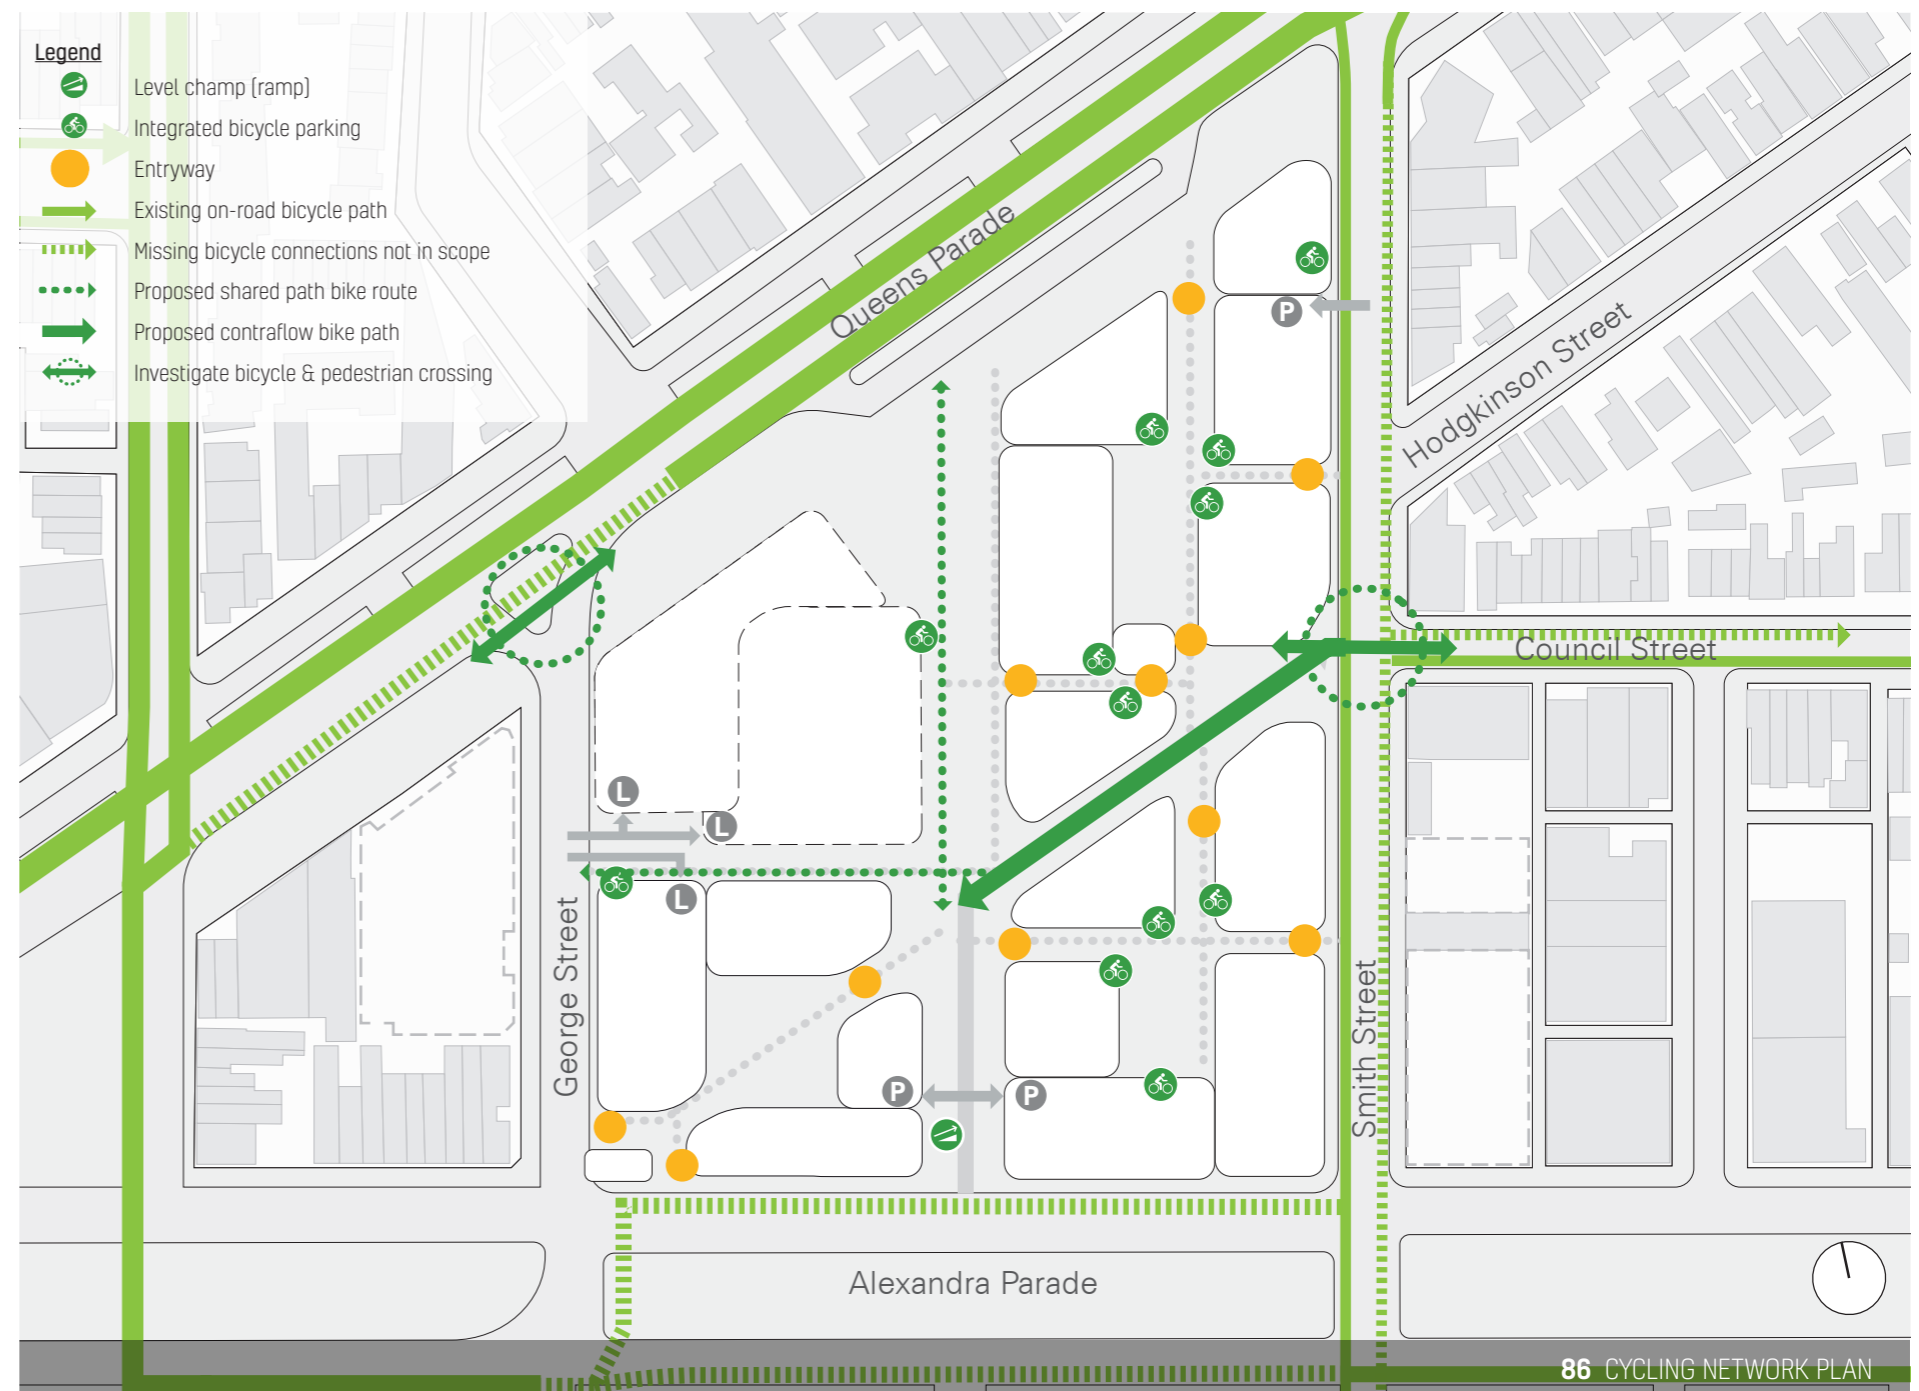 Legend
Level champ (ramp)
Integrated bicycle parking
Entryway
Existing on-road bicycle path
Missing bicycle connections not in scope
Proposed shared path bike route
Proposed contraflow bike path
Investigate bicycle & pedestrian crossing
Queens Parade
P
Hodgkinson Street
Council Street
L
L
L
George Street
Smith Street
P
P
Alexandra Parade
86 CYCLING NETWORK PLAN